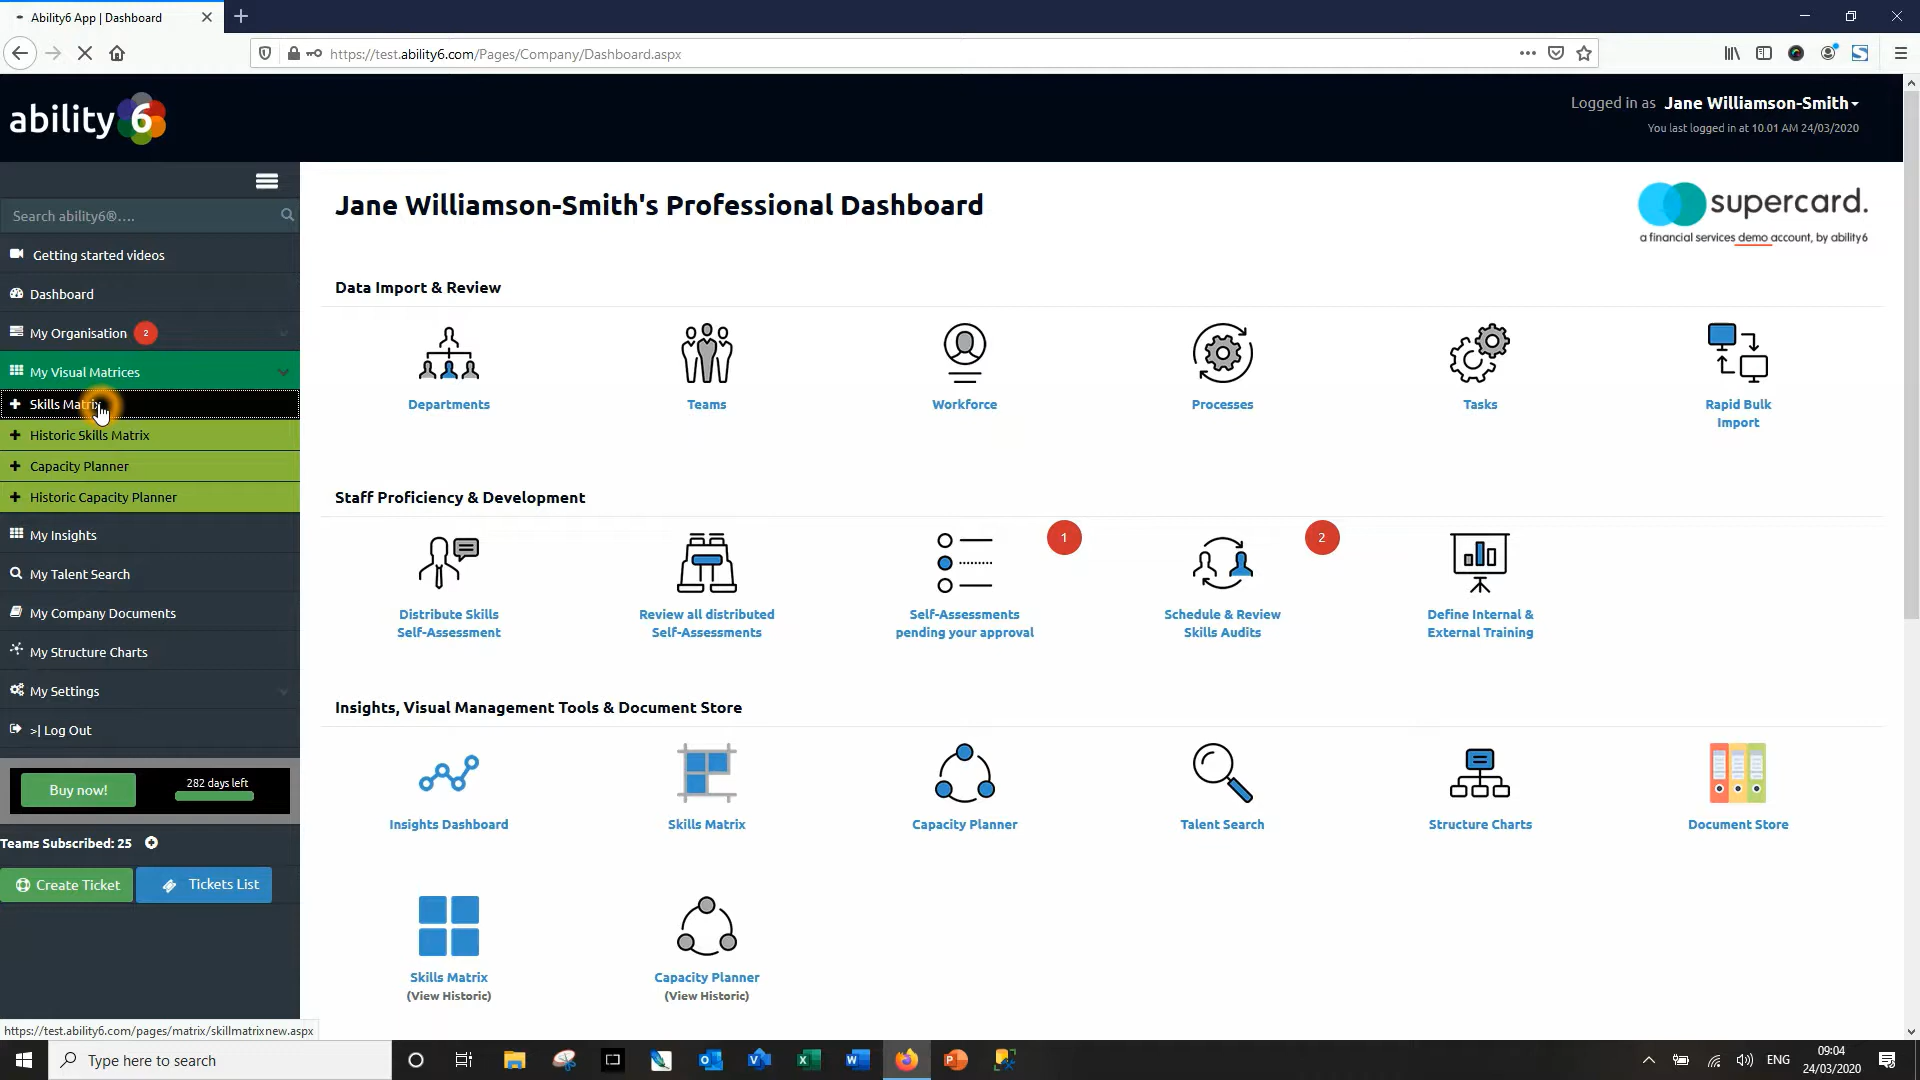 Ability6 App | Dashboard
https://test.ability6.com/Pages/Company/Dashboard.aspx
ability6
Logged in as Jane Williamson-Smith
You last logged in at 10.01 AM 24/03/2020
Search ability6®....
Getting started videos
Dashboard
My Organisation 2
My Visual Matrices
Skills Matrix
Historic Skills Matrix
Capacity Planner
Historic Capacity Planner
My Insights
My Talent Search
My Company Documents
My Structure Charts
My Settings
>| Log Out
Buy now!
282 days left
Teams Subscribed: 25
Create Ticket
Tickets List
https://test.ability6.com/pages/matrix/skillmatrixnew.aspx
Jane Williamson-Smith's Professional Dashboard
supercard.
a financial services demo account, by ability6
Data Import & Review
Departments
Teams
Workforce
Processes
Tasks
Rapid Bulk
Import
Staff Proficiency & Development
1
2
Distribute Skills
Self-Assessment
Review all distributed
Self-Assessments
Self-Assessments
pending your approval
Schedule & Review
Skills Audits
Define Internal &
External Training
Insights, Visual Management Tools & Document Store
Insights Dashboard
Skills Matrix
Capacity Planner
Talent Search
Structure Charts
Document Store
Skills Matrix
(View Historic)
Capacity Planner
(View Historic)
Type here to search
ENG
09:04
24/03/2020